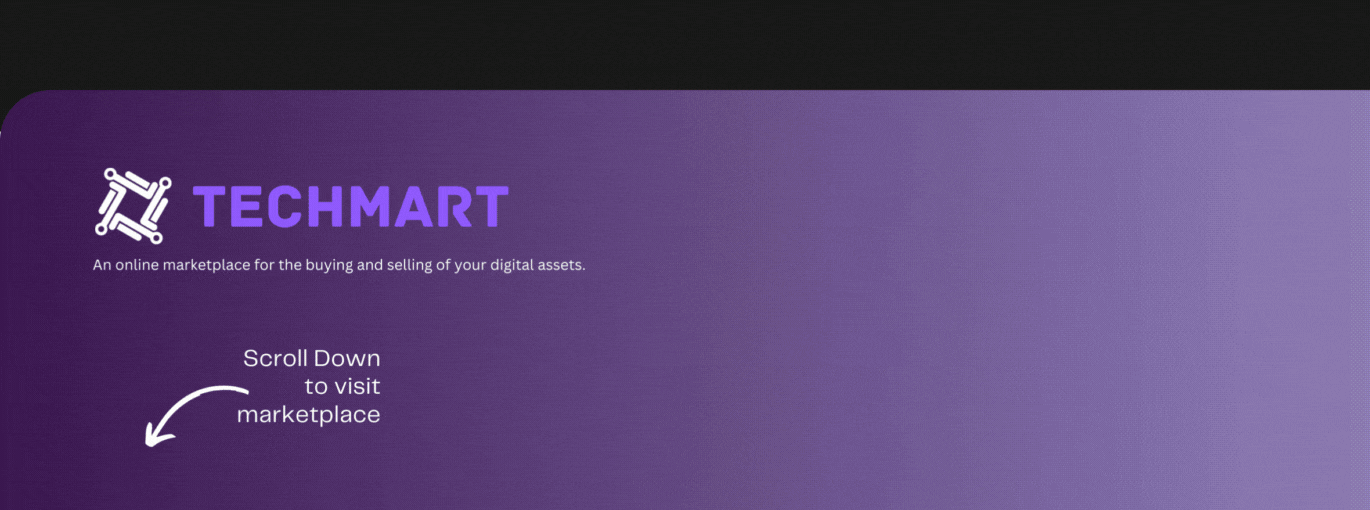 TECHMART
An online marketplace for the buying and selling of your digital assets.
Scroll Down
to visit
marketplace